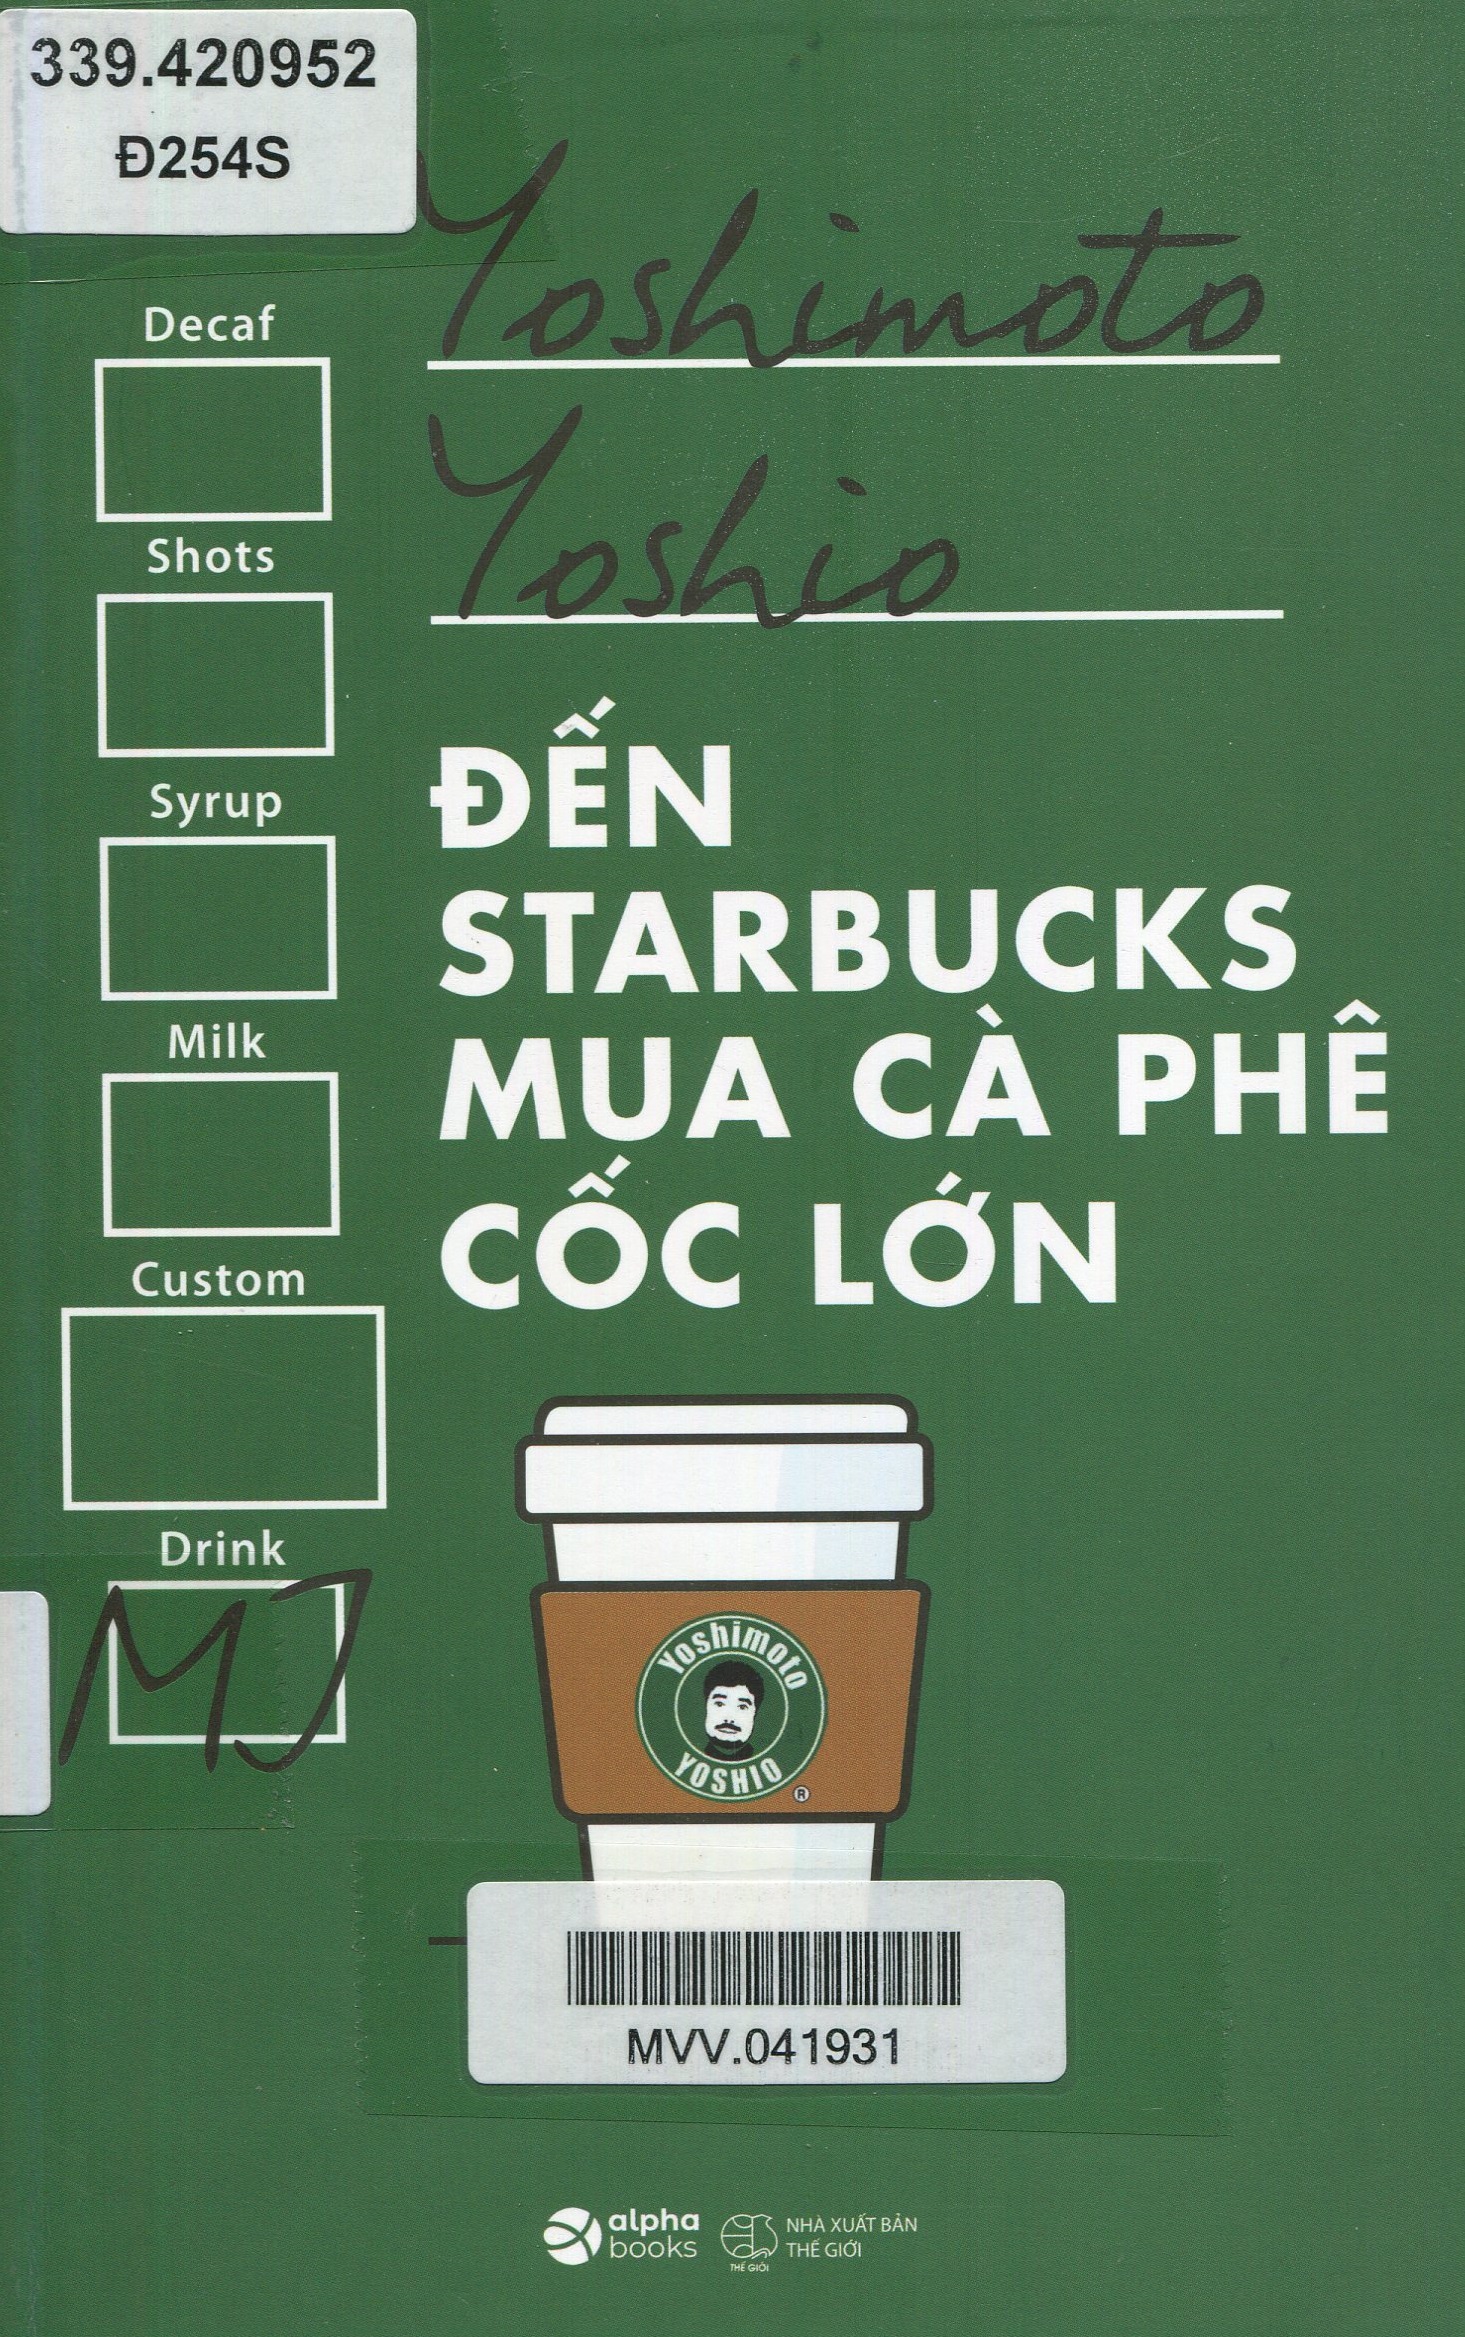 339.420952
Đ254S
Yoshimoto
Yoshio
Decaf
Shots
Syrup
Milk
Custom
Drink
MJ
ĐẾN
STARBUCKS
MUA CÀ PHÊ
CỐC LỚN
Yoshimoto
YOSHIO
®
MVV.041931
alpha
books
THẾ GIỚI
NHÀ XUẤT BẢN
THẾ GIỚI